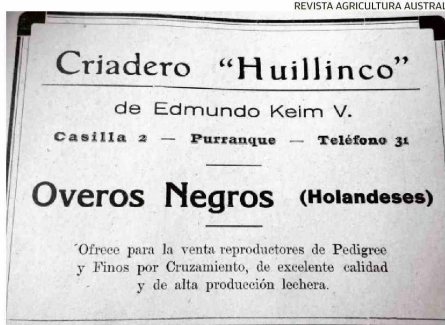 REVISTA AGRICULTURA AUSTRAL
Criadero "Huillinco"
de Edmundo Keim V.
Casilla 2 — Purranque — Teléfono 31
Overos Negros (Holandeses)
Ofrece para la venta reproductores de Pedigree
y Finos por Cruzamiento, de excelente calidad
y de alta producción lechera.